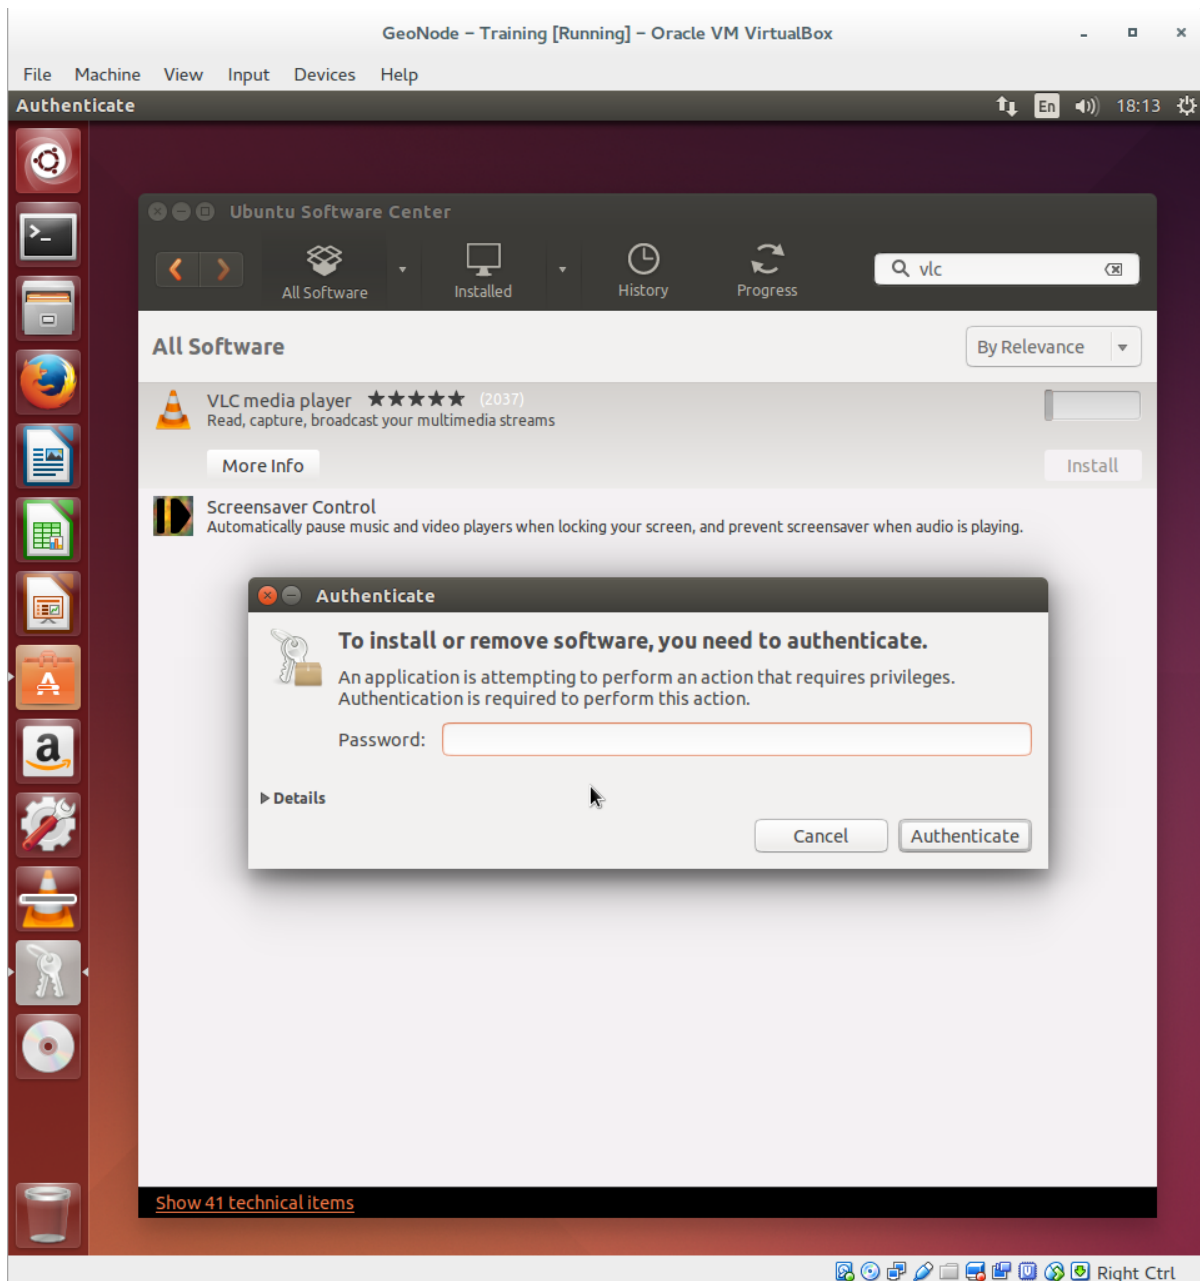 GeoNode – Training [Running] – Oracle VM VirtualBox
File Machine View Input Devices Help
Authenticate En 18:13
Ubuntu Software Center
All Software Installed History Progress vlc
All Software By Relevance
VLC media player ★★★★★ (2037)
Read, capture, broadcast your multimedia streams
More Info Install
Screensaver Control
Automatically pause music and video players when locking your screen, and prevent screensaver when audio is playing.
Authenticate
To install or remove software, you need to authenticate.
An application is attempting to perform an action that requires privileges.
Authentication is required to perform this action.
Password:
Details
Cancel Authenticate
Show 41 technical items
Right Ctrl